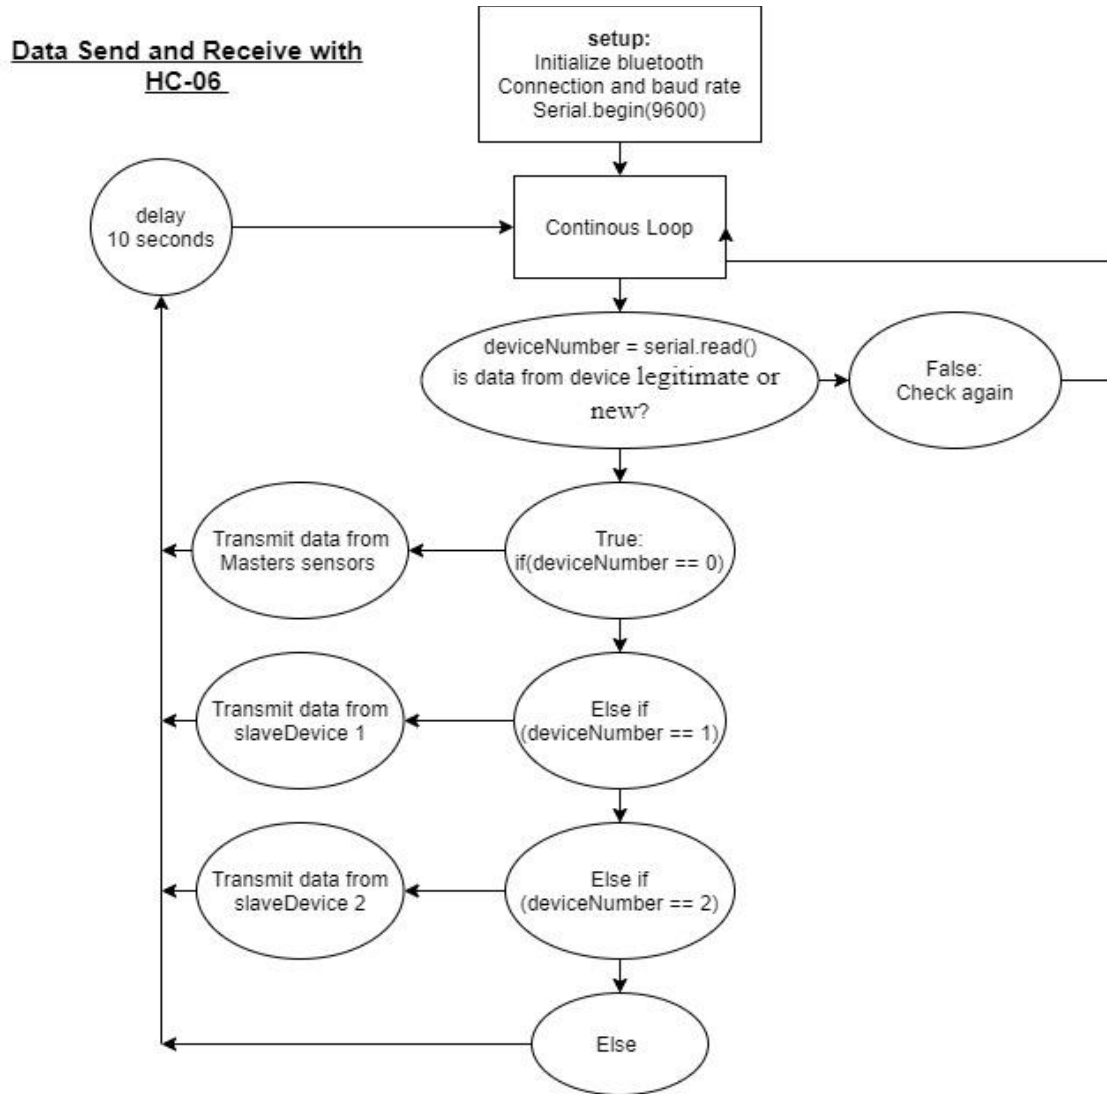 Data Send and Receive with
HC-06
setup:
Initialize bluetooth
Connection and baud rate
Serial.begin(9600)
delay
10 seconds
Continous Loop
deviceNumber = serial.read()
is data from device legitimate or
new?
False:
Check again
Transmit data from
Masters sensors
True:
if(deviceNumber == 0)
Transmit data from
slaveDevice 1
Else if
(deviceNumber == 1)
Transmit data from
slaveDevice 2
Else if
(deviceNumber == 2)
Else